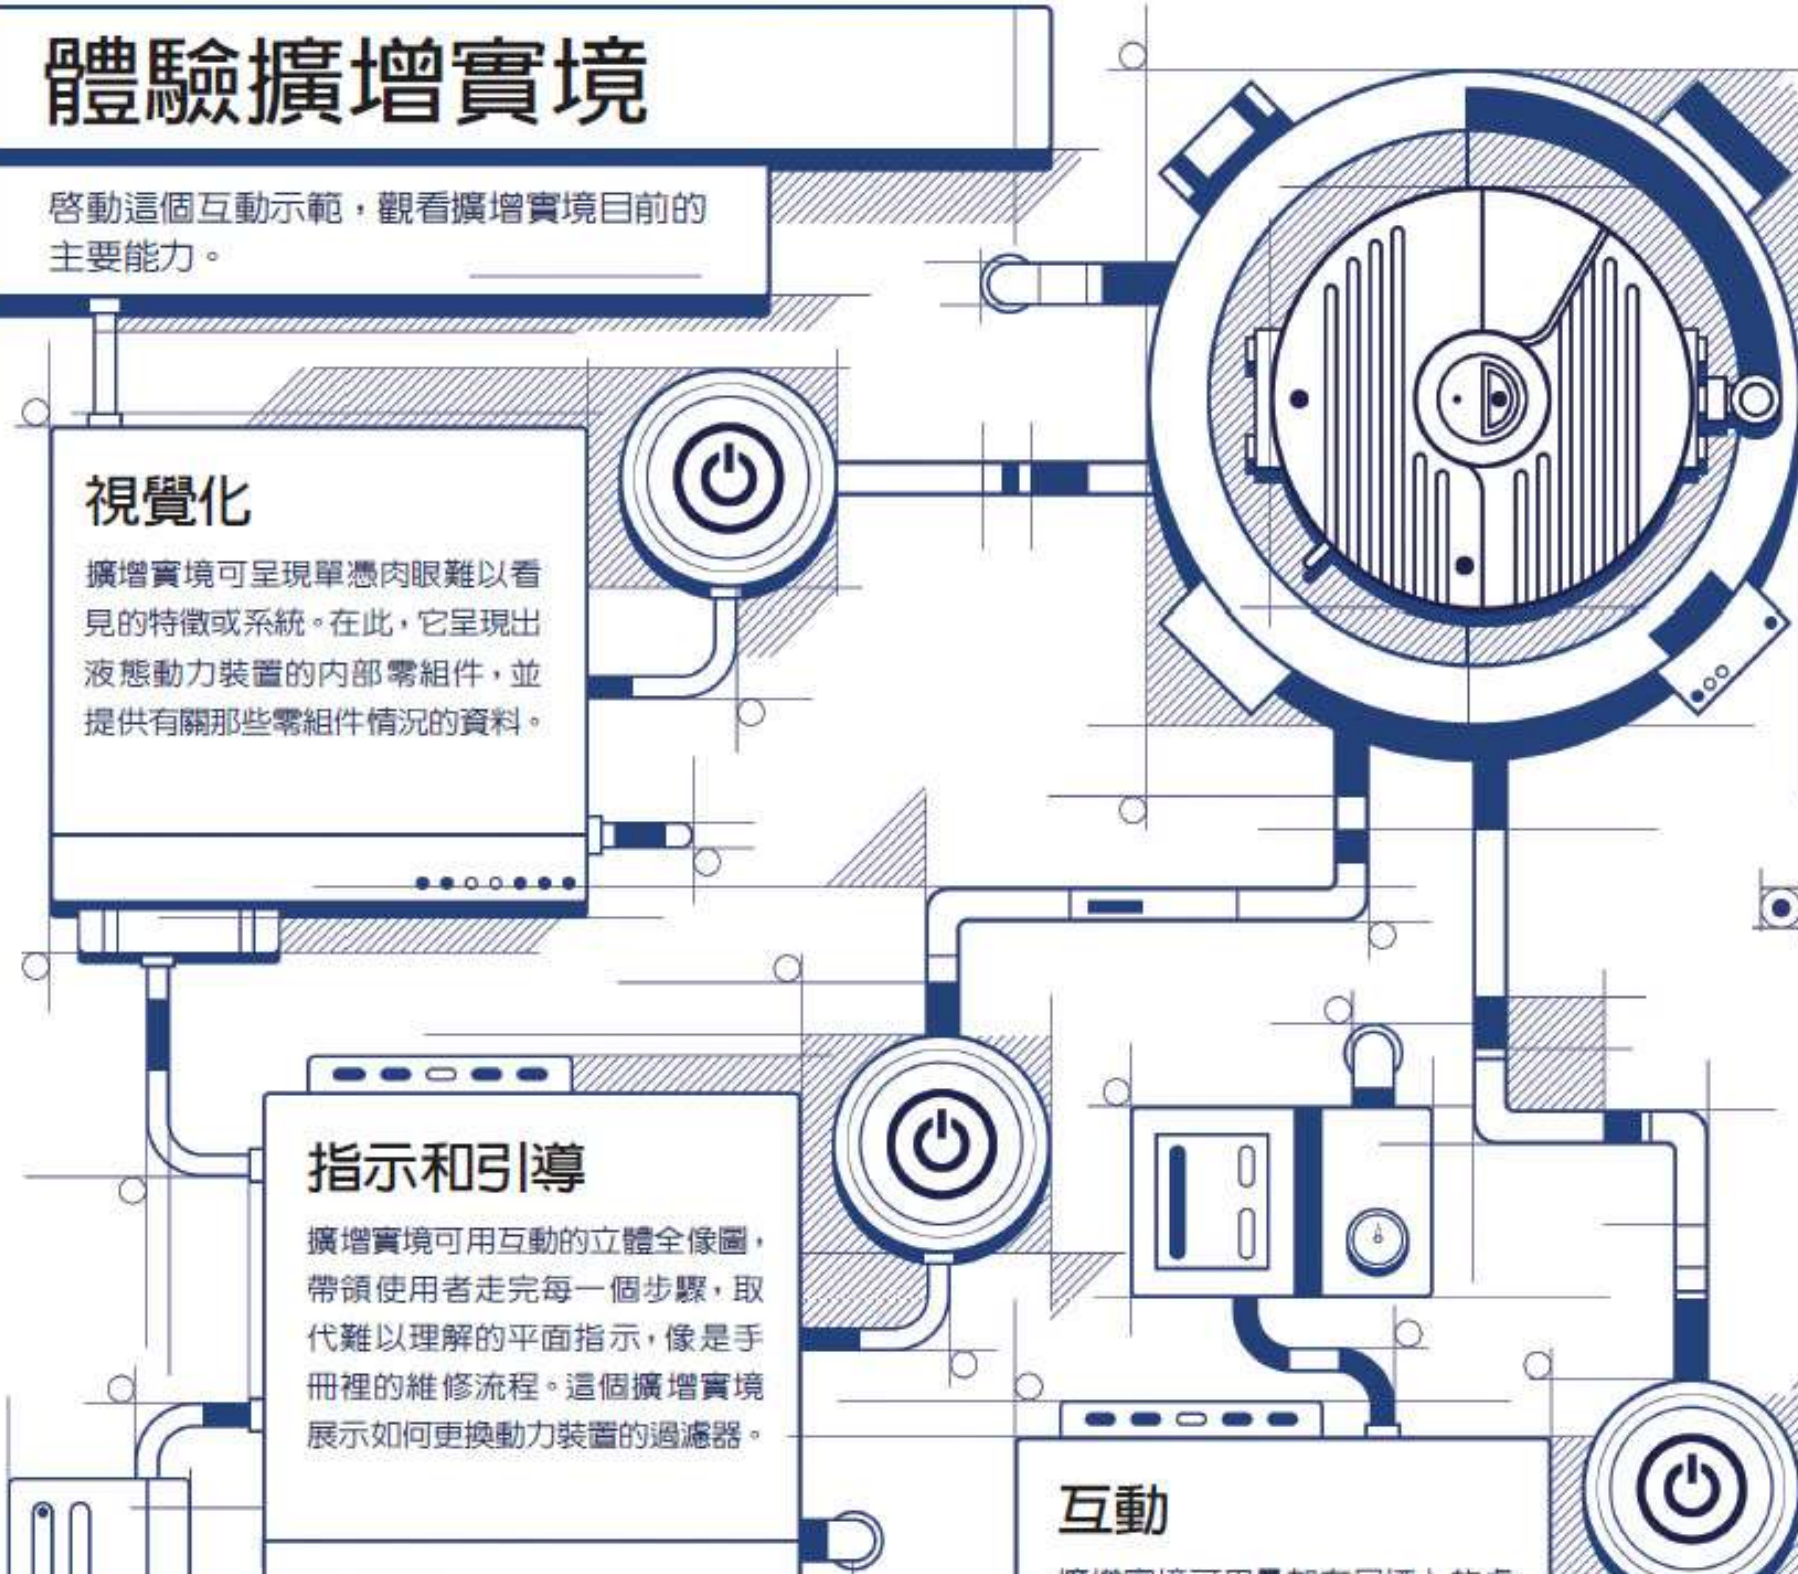 體驗擴增實境
啓動這個互動示範，觀看擴增實境目前的
主要能力。
視覺化
擴增實境可呈現單憑肉眼難以看
見的特徵或系統。在此，它呈現出
液態動力裝置的内部零組件，並
提供有關那些零組件情況的資料。
指示和引導
擴增實境可用互動的立體全像圖，
帶領使用者走完每一個步驟，取
代難以理解的平面指示，像是手
冊裡的維修流程。這個擴增實境
展示如何更換動力裝置的過濾器。
互動